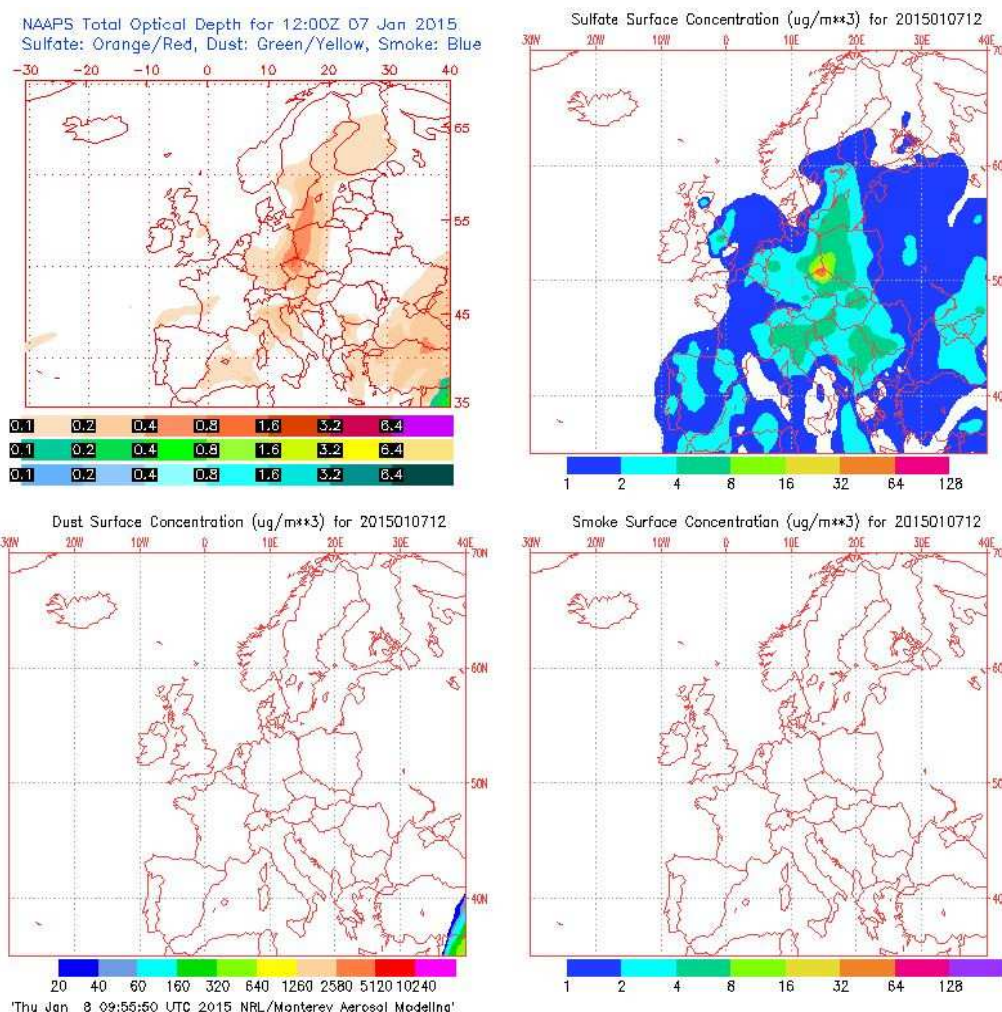 NAAPS Total Optical Depth for 12:00Z 07 Jan 2015
Sulfate: Orange/Red, Dust: Green/Yellow, Smoke: Blue
-30 -20 -10 0 10 20 30 40
65
55
45
35
0.1 0.2 0.4 0.8 1.6 3.2 6.4
0.1 0.2 0.4 0.8 1.6 3.2 6.4
0.1 0.2 0.4 0.8 1.6 3.2 6.4
Sulfate Surface Concentration (ug/m**3) for 2015010712
30W 20W 10W 0 10E 20E 30E 40E
70N
60N
50N
40N
1 2 4 8 16 32 64 128
Dust Surface Concentration (ug/m**3) for 2015010712
30W 20W 10W 0 10E 20E 30E 40E
70N
60N
50N
40N
20 40 60 160 320 640 1260 2580 5120 10240
'Thu Jan 8 09:55:50 UTC 2015 NRL/Monterey Aerosol Modeling'
Smoke Surface Concentration (ug/m**3) for 2015010712
30W 20W 10W 0 10E 20E 30E 40E
70N
60N
50N
40N
1 2 4 8 16 32 64 128